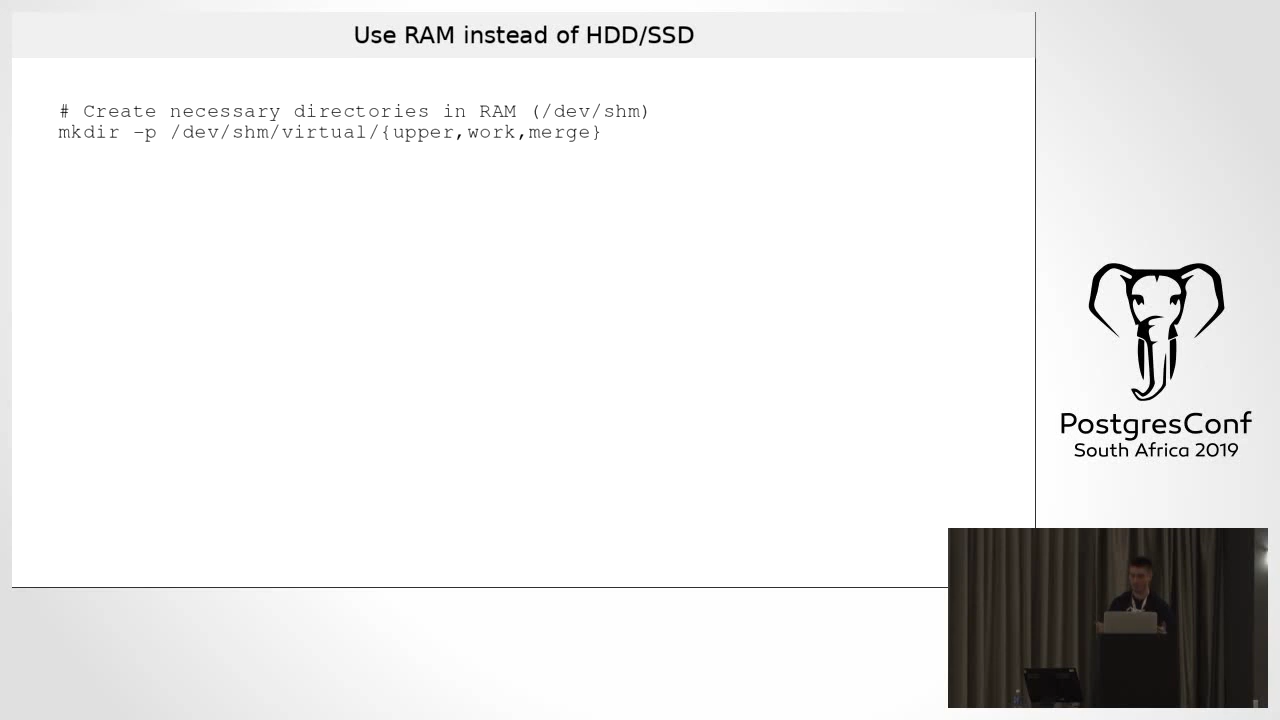 Use RAM instead of HDD/SSD
# Create necessary directories in RAM (/dev/shm)
mkdir -p /dev/shm/virtual/{upper,work,merge}
PostgresConf
South Africa 2019